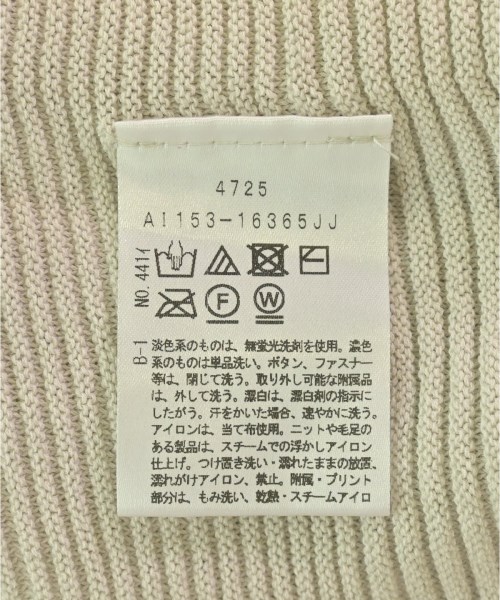 4725
AI153-16365JJ
NO.441イ
F
W
B-1
淡色系のものは、無蛍光洗剤を使用。濃色
系のものは単品洗い。ボタン、ファスナー
等は、閉じて洗う。取り外し可能な附属品
は、外して洗う。漂白は、漂白剤の指示に
したがう。汗をかいた場合、速やかに洗う。
アイロンは、当て布使用。ニットや毛足の
ある製品は、スチームでの浮かしアイロン
仕上げ。つけ置き洗い・濡れたままの放置、
濡れがけアイロン、禁止。附属・プリント
部分は、もみ洗い、乾熱・スチームアイロ